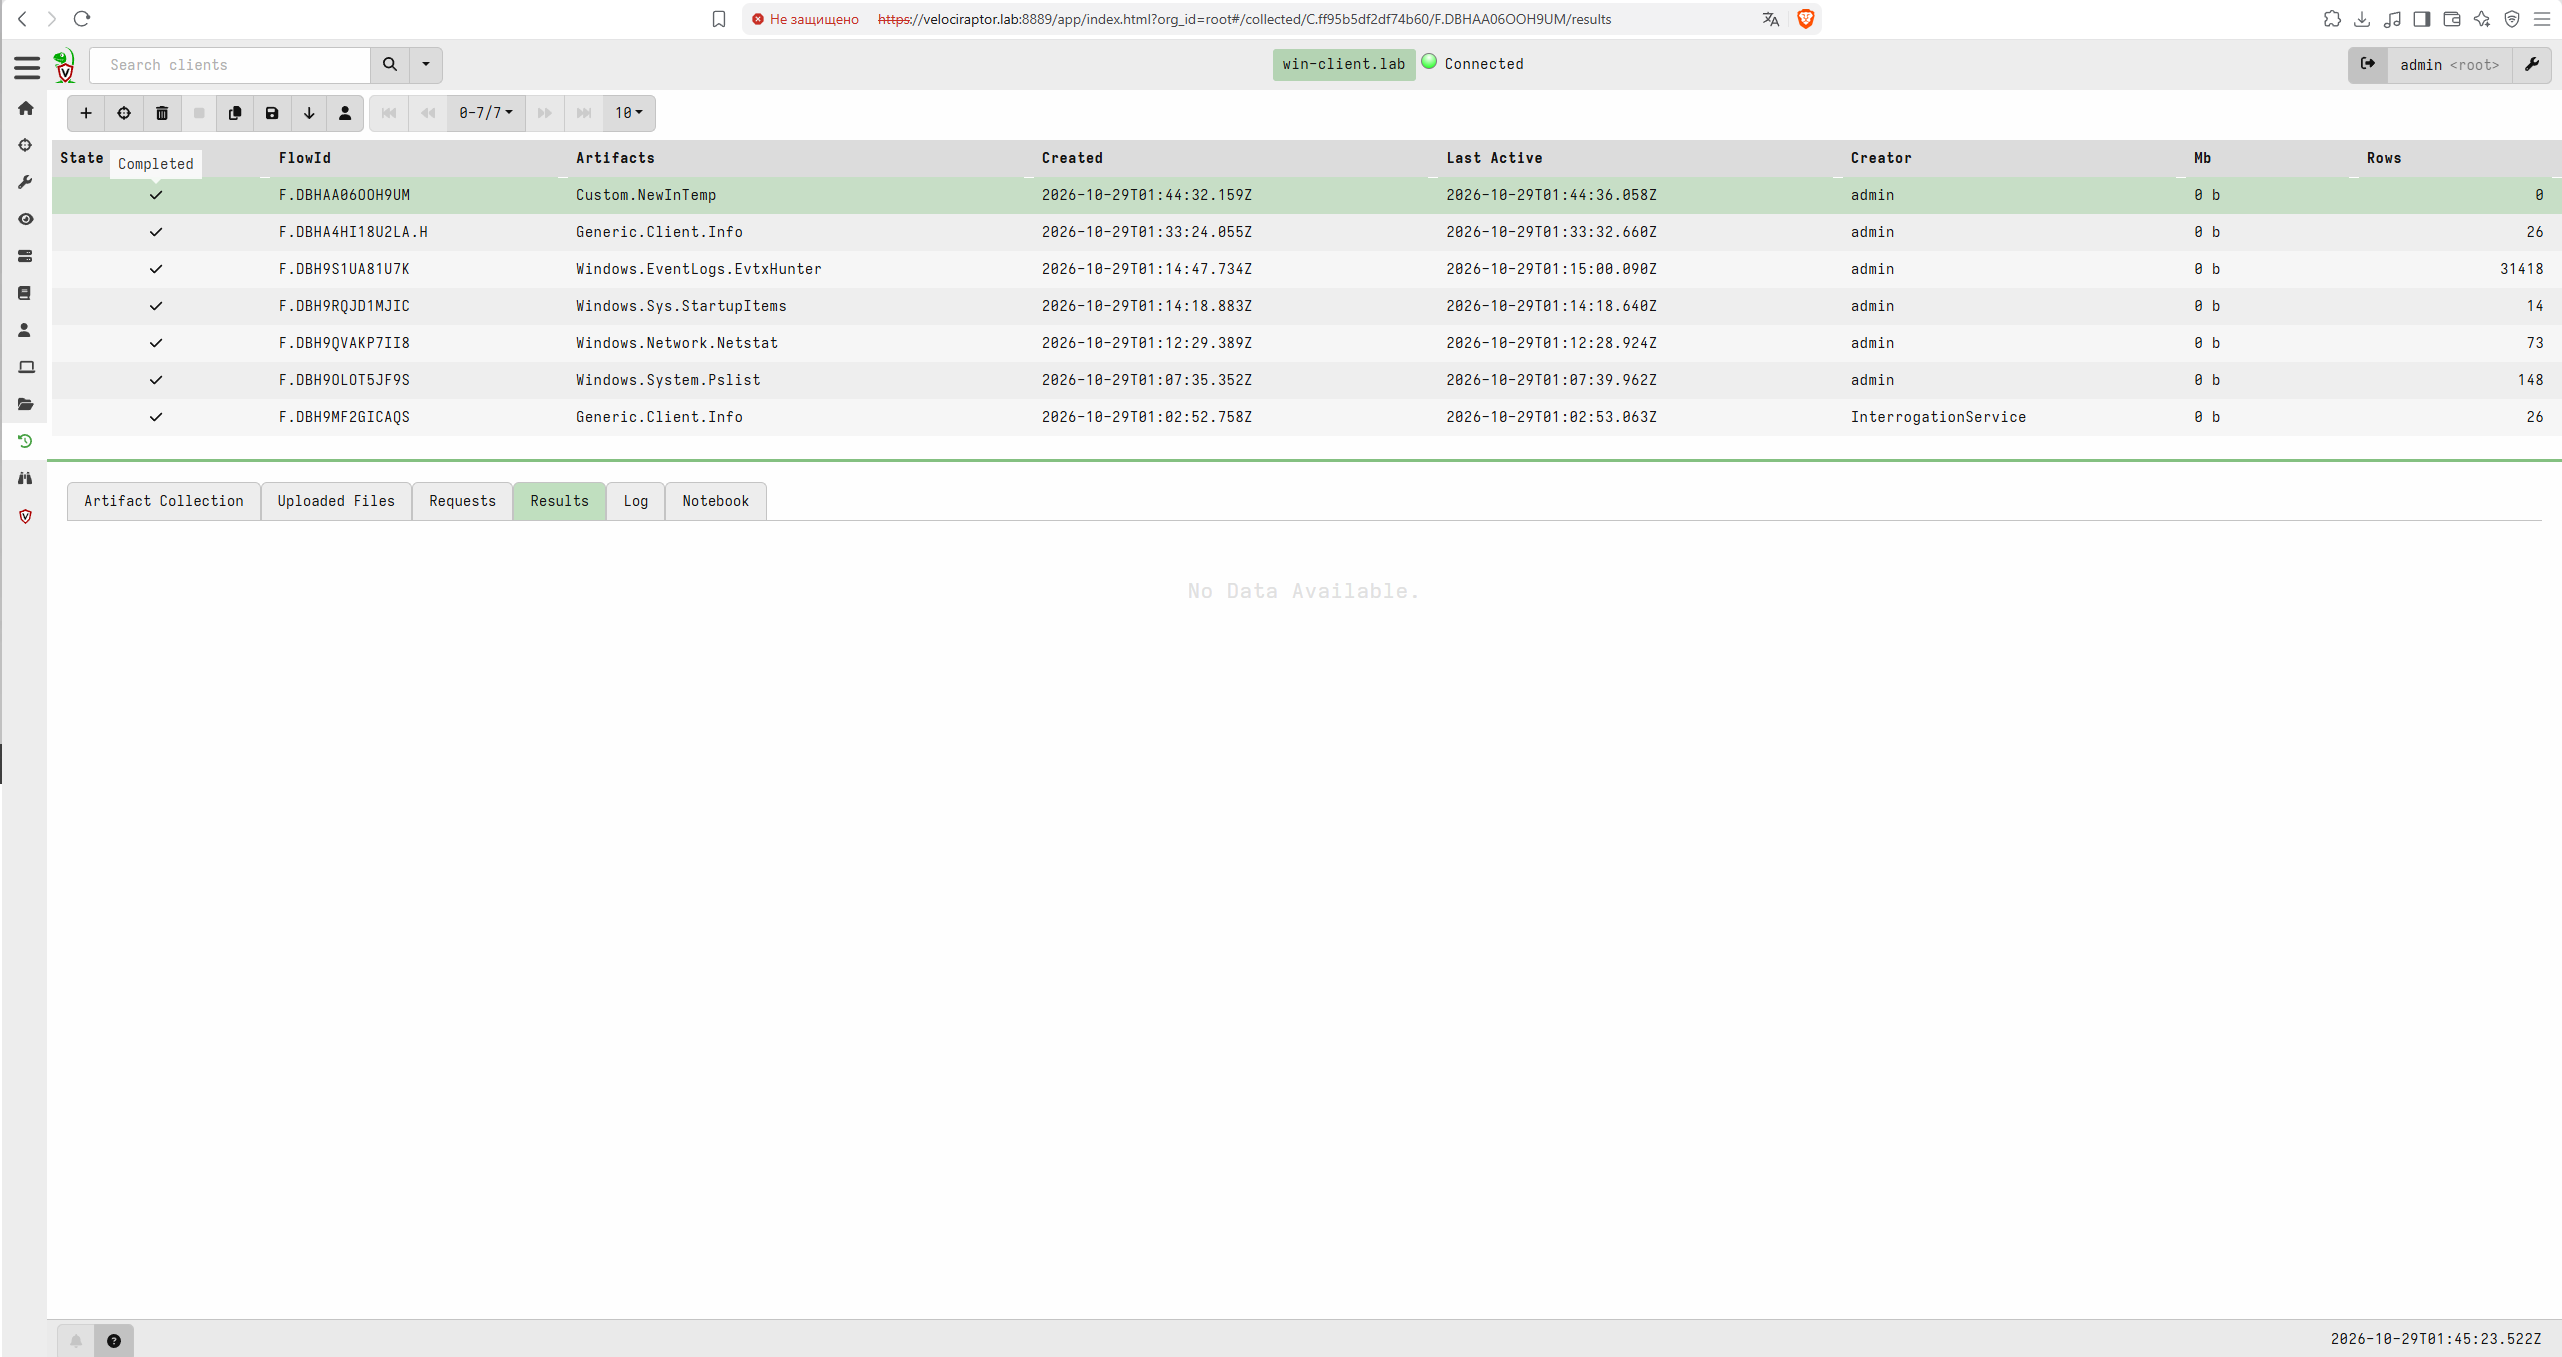 Не защищено https://velociraptor.lab:8889/app/index.html?org_id=root#/collected/C.ff95b5df2df74b60/F.DBHAA06OOH9UM/results
Search clients win-client.lab Connected admin <root>
0-7/7 10
State FlowId Artifacts Created Last Active Creator Mb Rows
Completed
F.DBHAA06OOH9UM Custom.NewInTemp 2026-10-29T01:44:32.159Z 2026-10-29T01:44:36.058Z admin 0 b 0
F.DBHA4HI18U2LA.H Generic.Client.Info 2026-10-29T01:33:24.055Z 2026-10-29T01:33:32.660Z admin 0 b 26
F.DBH9S1UA81U7K Windows.EventLogs.EvtxHunter 2026-10-29T01:14:47.734Z 2026-10-29T01:15:00.090Z admin 0 b 31418
F.DBH9RQJD1MJIC Windows.Sys.StartupItems 2026-10-29T01:14:18.883Z 2026-10-29T01:14:18.640Z admin 0 b 14
F.DBH9QVAKP7II8 Windows.Network.Netstat 2026-10-29T01:12:29.389Z 2026-10-29T01:12:28.924Z admin 0 b 73
F.DBH9OLOT5JF9S Windows.System.Pslist 2026-10-29T01:07:35.352Z 2026-10-29T01:07:39.962Z admin 0 b 148
F.DBH9MF2GICAQS Generic.Client.Info 2026-10-29T01:02:52.758Z 2026-10-29T01:02:53.063Z InterrogationService 0 b 26
Artifact Collection Uploaded Files Requests Results Log Notebook
No Data Available.
2026-10-29T01:45:23.522Z